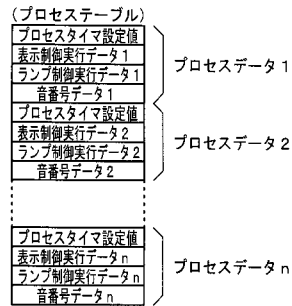 (プロセステーブル)
プロセスタイマ設定値
表示制御実行データ1
ランプ制御実行データ1
音番号データ1
プロセスデータ1
プロセスタイマ設定値
表示制御実行データ2
ランプ制御実行データ2
音番号データ2
プロセスデータ2
プロセスタイマ設定値
表示制御実行データn
ランプ制御実行データn
音番号データn
プロセスデータn